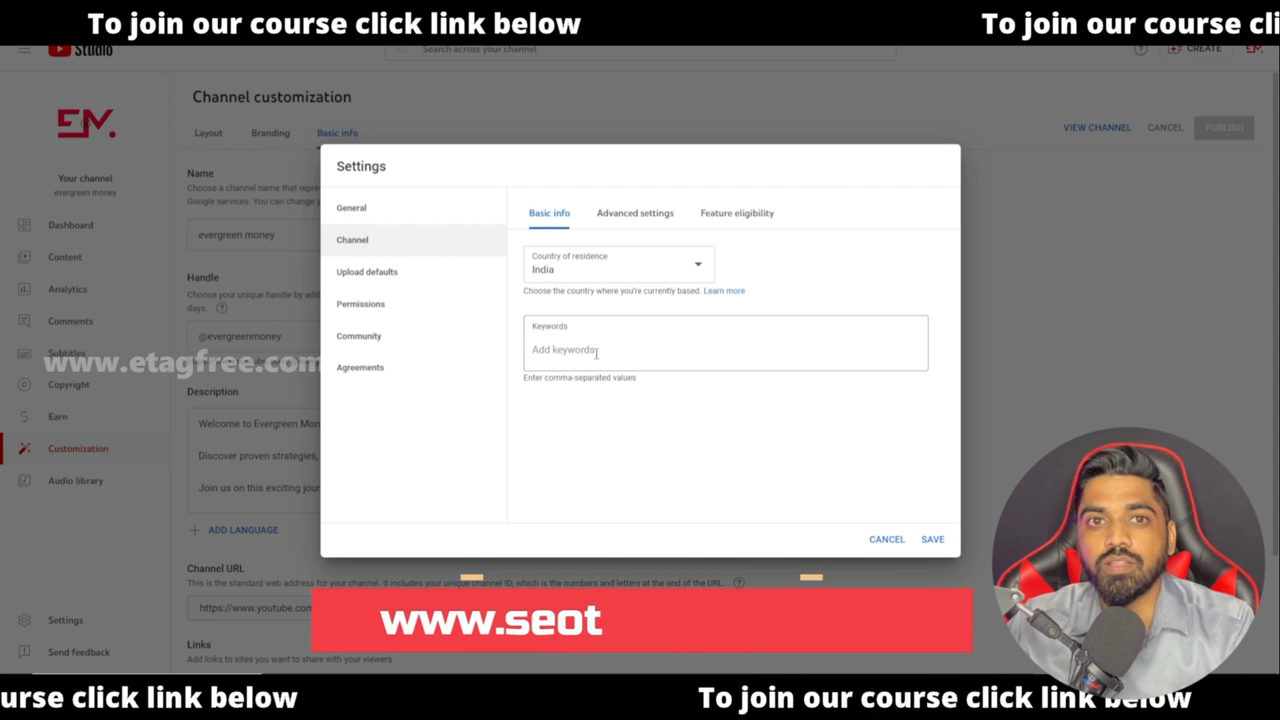 To join our course click link below
To join our course cli
Studio
Search across your channel
CREATE
EM.
Channel customization
Layout
Branding
Basic info
VIEW CHANNEL
CANCEL
PUBLISH
Your channel
evergreen money
Dashboard
Content
Analytics
Comments
Subtitles
Copyright
Earn
Customization
Audio library
Settings
Send feedback
Name
Choose a channel name that repre
Google services. You can change
evergreen money
Handle
Choose your unique handle by add
days.
@evergreenmoney
www.etagfree.com
Description
Welcome to Evergreen Mon
Discover proven strategies,
Join us on this exciting jour
ADD LANGUAGE
Channel URL
This is the standard web address for your channel. It includes your unique channel ID, which is the numbers and letters at the end of the URL.
https://www.youtube.com
Links
Add links to sites you want to share with your viewers
Settings
General
Channel
Upload defaults
Permissions
Community
Agreements
Basic info
Advanced settings
Feature eligibility
Country of residence
India
Choose the country where you're currently based. Learn more
Keywords
Add keywords
Enter comma-separated values
CANCEL
SAVE
www.seot
urse click link below
To join our course click link below